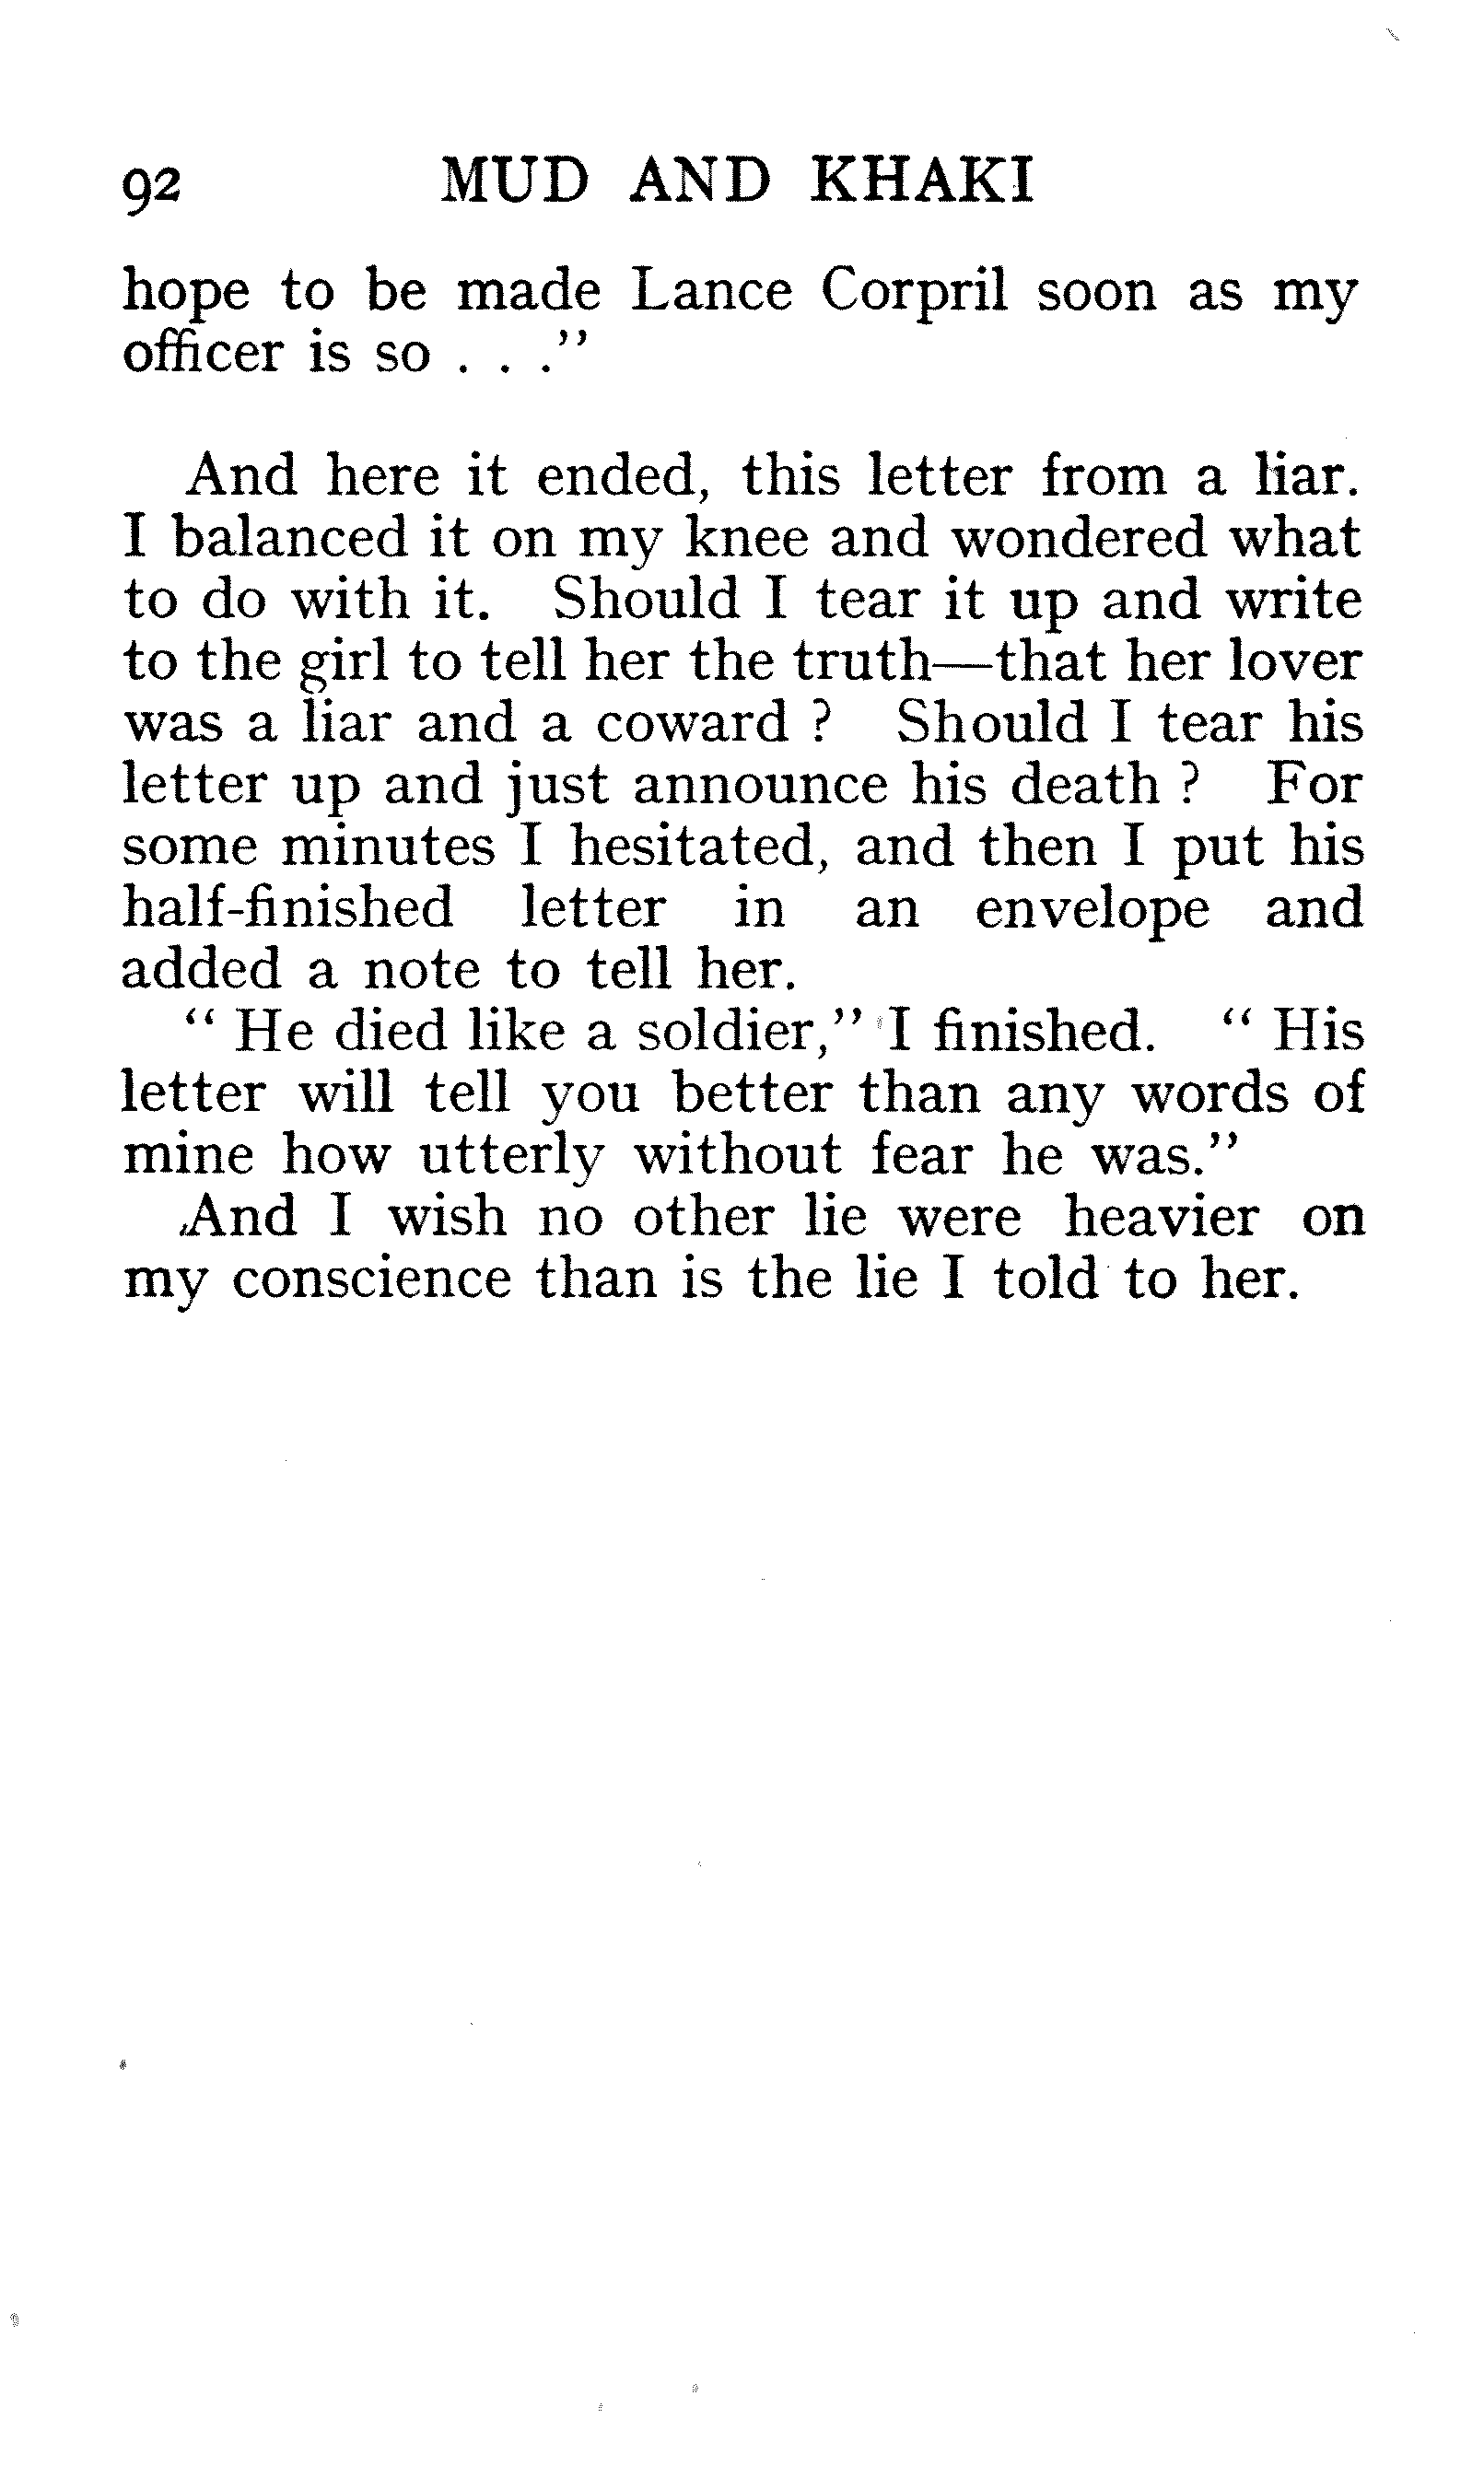 92 MUD AND KHAKI
hope to be made Lance Corpril soon as my
officer is so . . ."
And here it ended, this letter from a liar.
I balanced it on my knee and wondered what
to do with it. Should I tear it up and write
to the girl to tell her the truth—that her lover
was a liar and a coward ? Should I tear his
letter up and just announce his death ? For
some minutes I hesitated, and then I put his
half-finished letter in an envelope and
added a note to tell her.
" He died like a soldier," I finished. " His
letter will tell you better than any words of
mine how utterly without fear he was."
And I wish no other lie were heavier on
my conscience than is the lie I told to her.